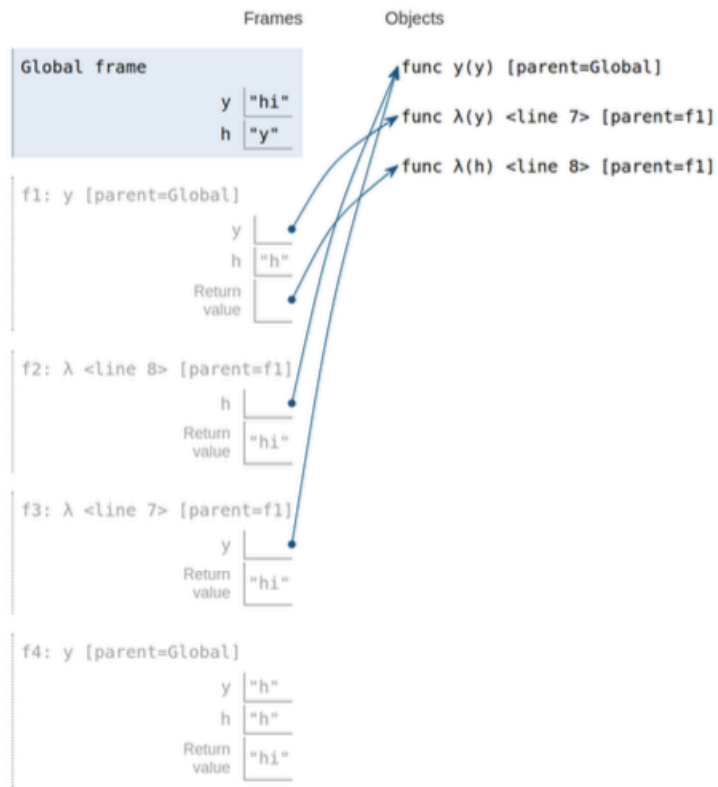 Frames Objects
Global frame
y "hi"
h "y"
func y(y) [parent=Global]
func λ(y) <line 7> [parent=f1]
func λ(h) <line 8> [parent=f1]
f1: y [parent=Global]
y
h "h"
Return
value
f2: λ <line 8> [parent=f1]
h
Return
value "hi"
f3: λ <line 7> [parent=f1]
y
Return
value "hi"
f4: y [parent=Global]
y "h"
h "h"
Return
value "hi"